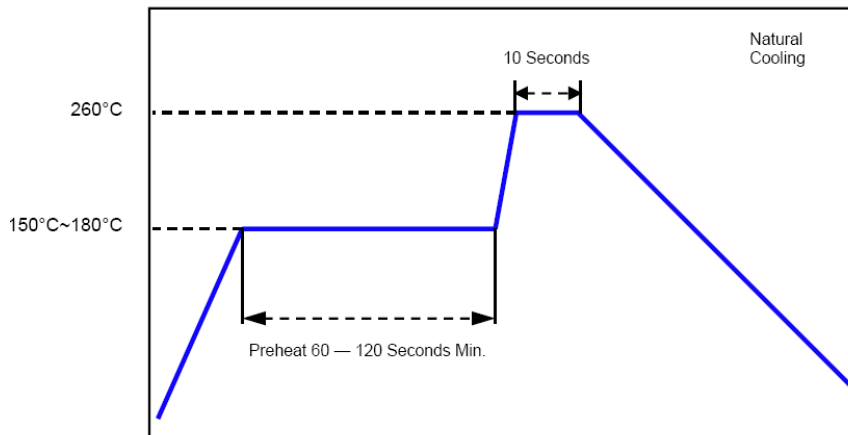 Natural
Cooling
10 Seconds
260°C
150°C~180°C
Preheat 60 — 120 Seconds Min.